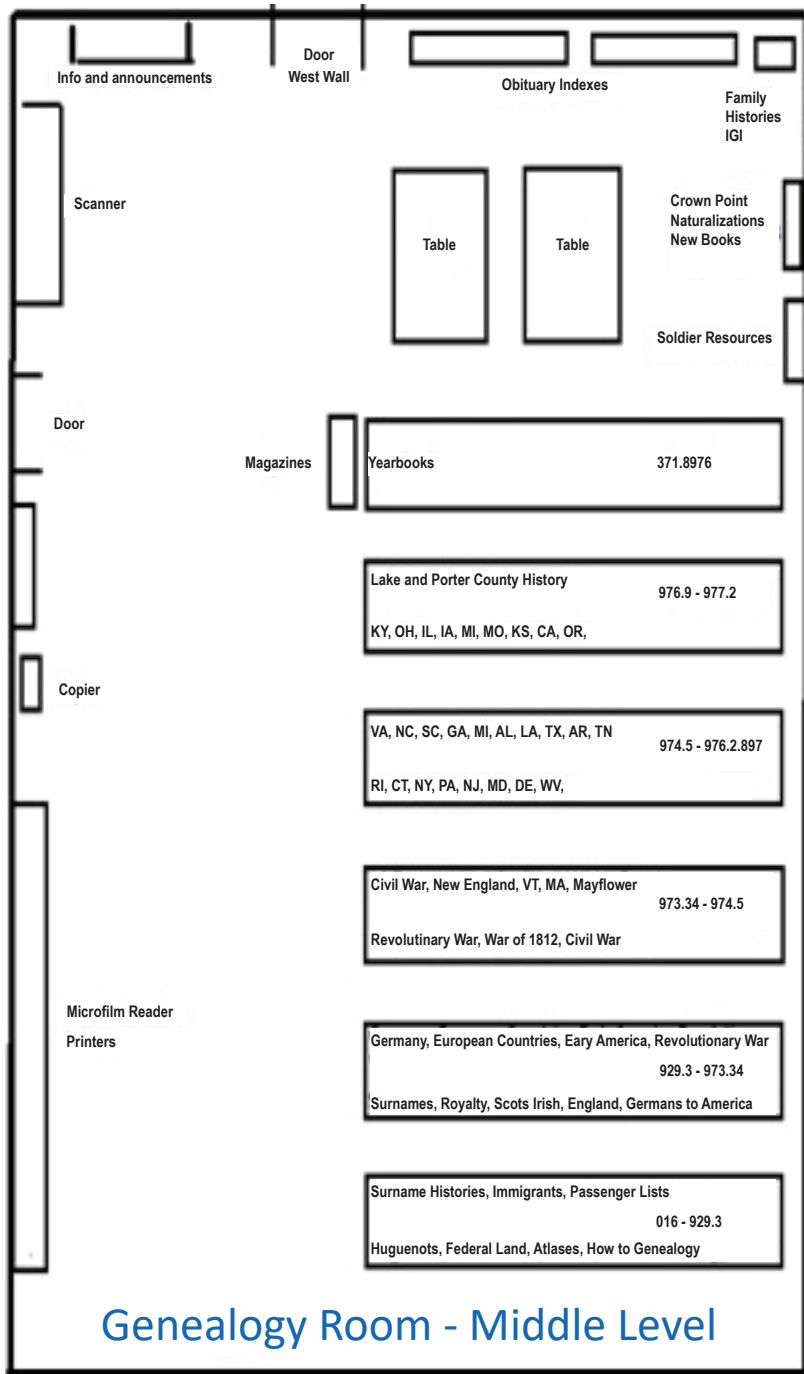 Door
West Wall
Info and announcements
Obituary Indexes
Family
Histories
IGI
Scanner
Crown Point
Naturalizations
New Books
Table
Table
Soldier Resources
Door
Magazines
Yearbooks 371.8976
Lake and Porter County History
976.9 - 977.2
KY, OH, IL, IA, MI, MO, KS, CA, OR,
Copier
VA, NC, SC, GA, MI, AL, LA, TX, AR, TN
974.5 - 976.2.897
RI, CT, NY, PA, NJ, MD, DE, WV,
Civil War, New England, VT, MA, Mayflower
973.34 - 974.5
Revolutinary War, War of 1812, Civil War
Microfilm Reader
Printers
Germany, European Countries, Eary America, Revolutionary War
929.3 - 973.34
Surnames, Royalty, Scots Irish, England, Germans to America
Surname Histories, Immigrants, Passenger Lists
016 - 929.3
Huguenots, Federal Land, Atlases, How to Genealogy
Genealogy Room - Middle Level